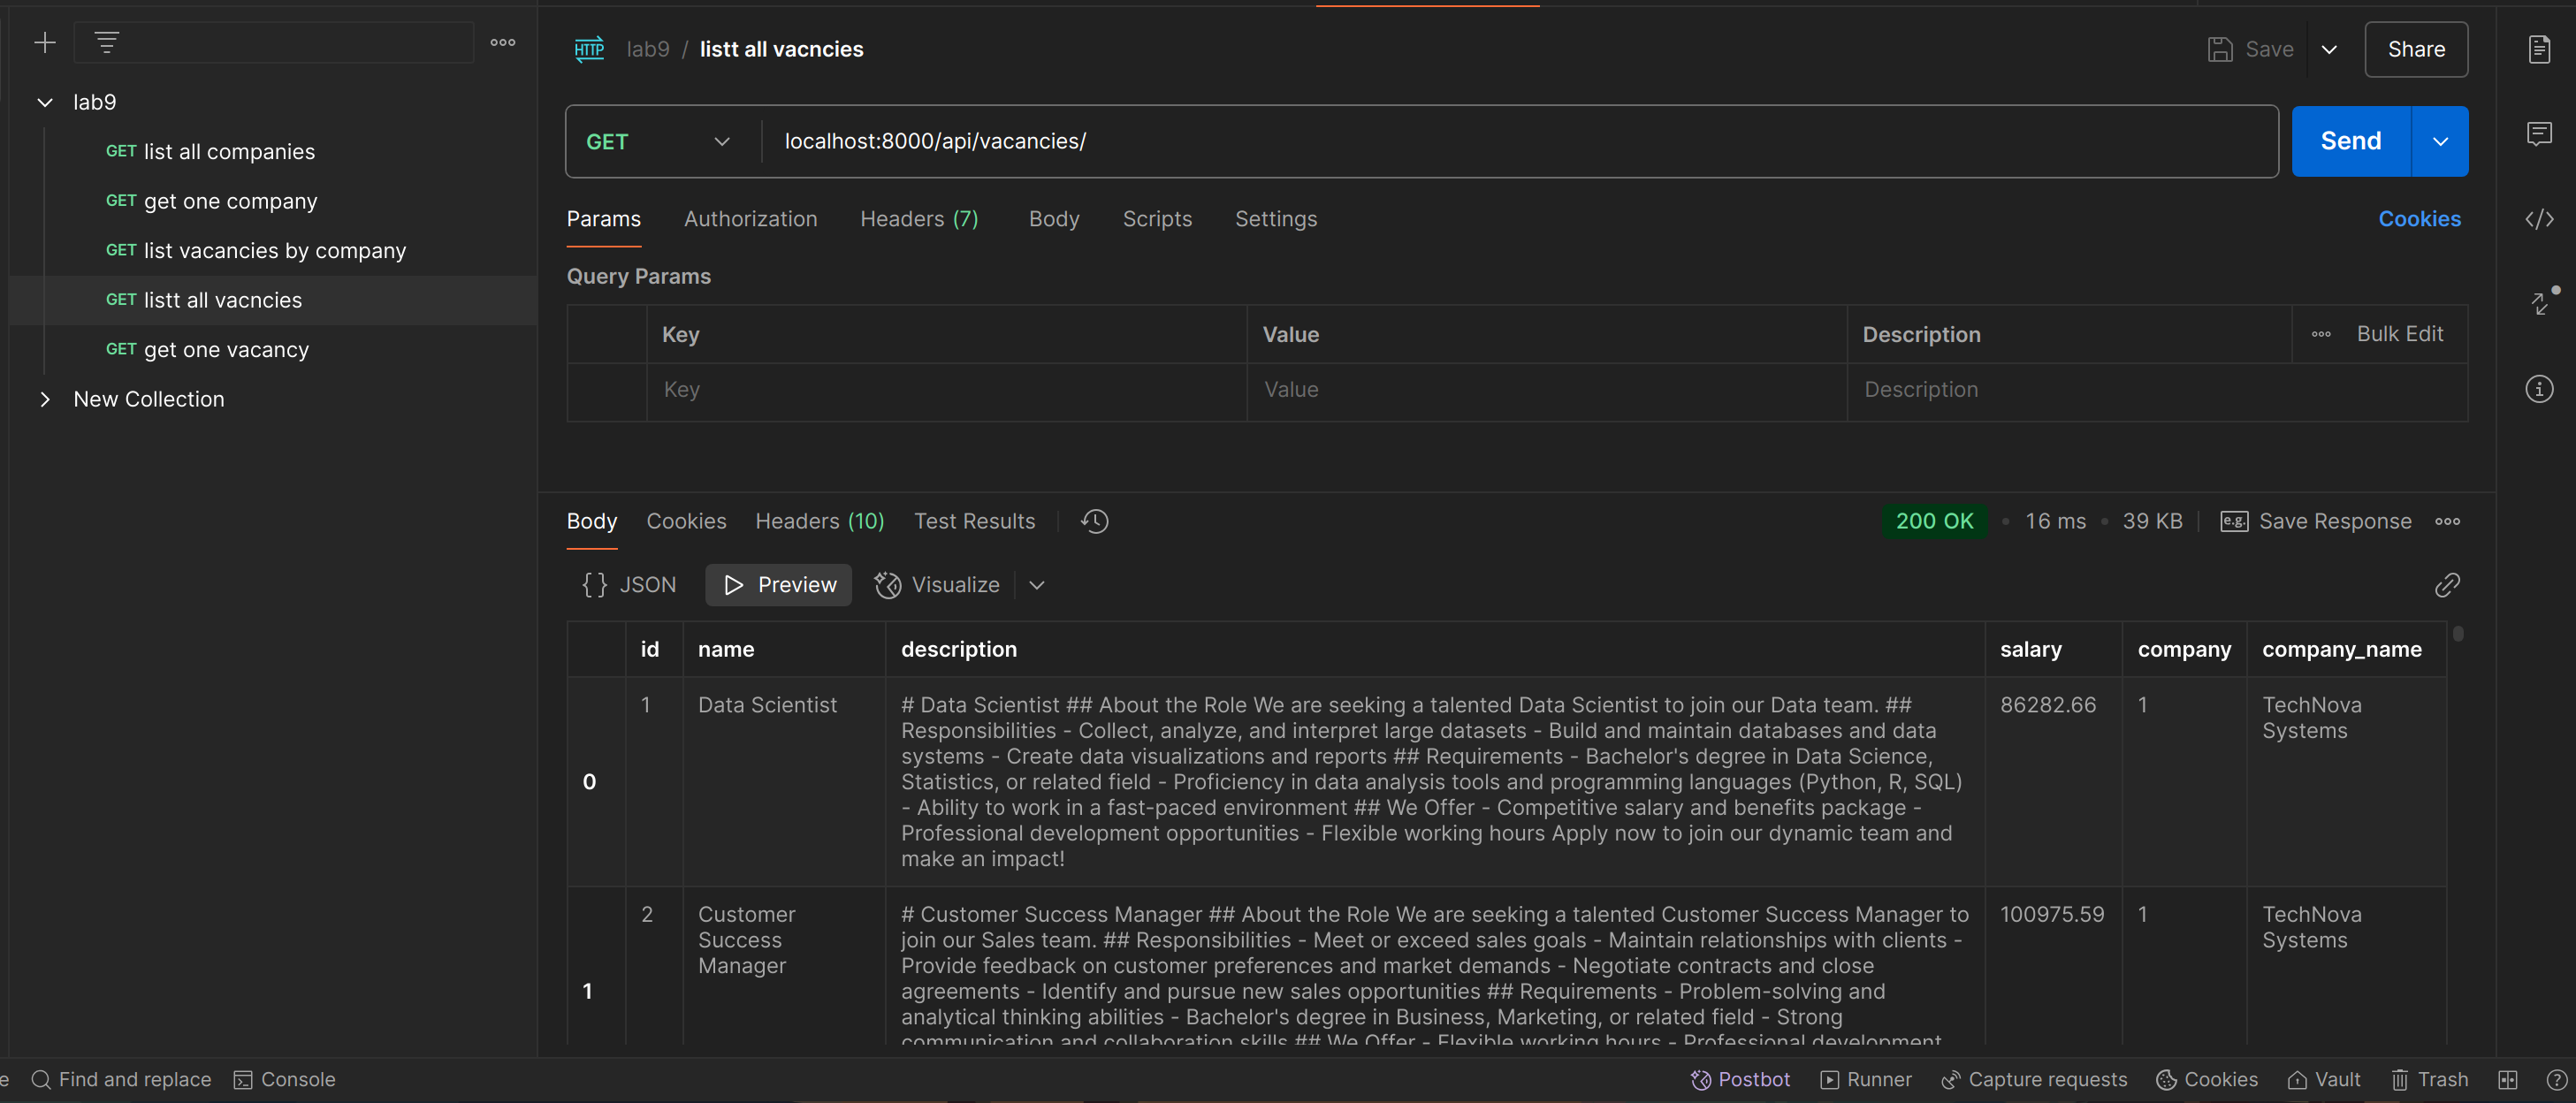 lab9
GET list all companies
GET get one company
GET list vacancies by company
GET listt all vacncies
GET get one vacancy
New Collection
HTTP lab9 / listt all vacncies
Save
Share
GET localhost:8000/api/vacancies/
Send
Params Authorization Headers (7) Body Scripts Settings Cookies
Query Params
Key Value Description Bulk Edit
Key Value Description
Body Cookies Headers (10) Test Results
200 OK • 16 ms • 39 KB e.g. Save Response
{} JSON Preview Visualize
id name description salary company company_name
0
1
Data Scientist
# Data Scientist ## About the Role We are seeking a talented Data Scientist to join our Data team. ##
Responsibilities - Collect, analyze, and interpret large datasets - Build and maintain databases and data
systems - Create data visualizations and reports ## Requirements - Bachelor's degree in Data Science,
Statistics, or related field - Proficiency in data analysis tools and programming languages (Python, R, SQL)
- Ability to work in a fast-paced environment ## We Offer - Competitive salary and benefits package -
Professional development opportunities - Flexible working hours Apply now to join our dynamic team and
make an impact!
86282.66
1
TechNova
Systems
1
2
Customer
Success
Manager
# Customer Success Manager ## About the Role We are seeking a talented Customer Success Manager to
join our Sales team. ## Responsibilities - Meet or exceed sales goals - Maintain relationships with clients -
Provide feedback on customer preferences and market demands - Negotiate contracts and close
agreements - Identify and pursue new sales opportunities ## Requirements - Problem-solving and
analytical thinking abilities - Bachelor's degree in Business, Marketing, or related field - Strong
communication and collaboration skills ## We Offer - Flexible working hours - Professional development
100975.59
1
TechNova
Systems
e Find and replace Console Postbot Runner Capture requests Cookies Vault Trash